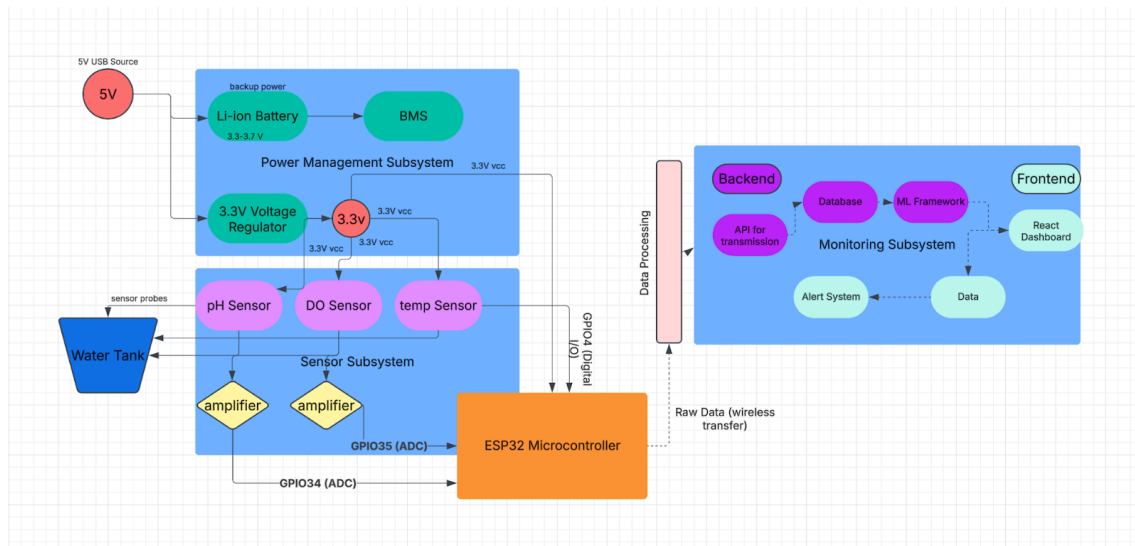 5V USB Source
5V
backup power
Li-ion Battery
3.3-3.7 V
BMS
Power Management Subsystem
3.3V vcc
3.3V Voltage
Regulator
3.3v
3.3V vcc
3.3V vcc
3.3V vcc
sensor probes
pH Sensor
DO Sensor
temp Sensor
Water Tank
Sensor Subsystem
amplifier
amplifier
GPIO4 (Digital
I/O)
GPIO35 (ADC)
GPIO34 (ADC)
ESP32 Microcontroller
Raw Data (wireless
transfer)
Data Processing
Backend
Frontend
Database
ML Framework
API for
transmission
React
Dashboard
Monitoring Subsystem
Alert System
Data